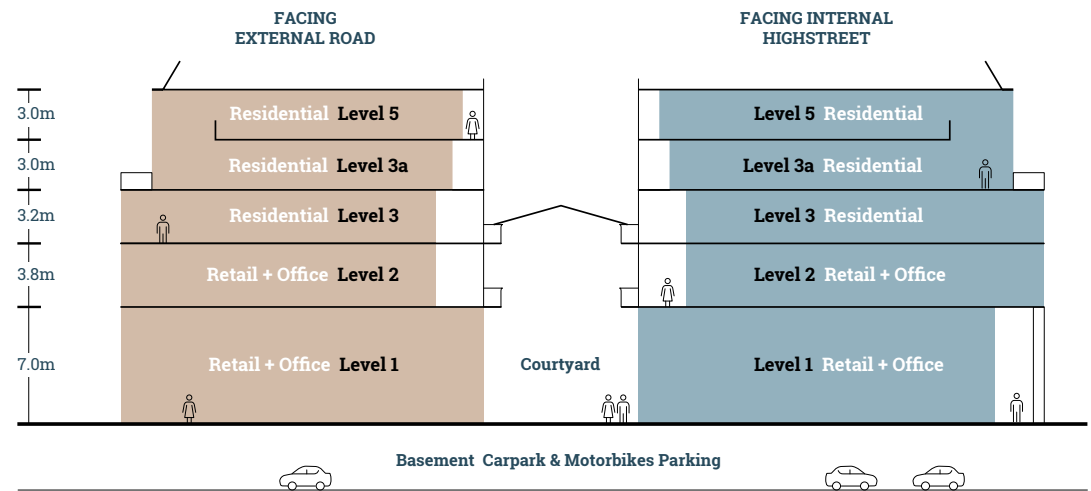 FACING
EXTERNAL ROAD
FACING INTERNAL
HIGHSTREET
3.0m
Residential Level 5
Level 5 Residential
3.0m
Residential Level 3a
Level 3a Residential
3.2m
Residential Level 3
Level 3 Residential
3.8m
Retail + Office Level 2
Level 2 Retail + Office
7.0m
Retail + Office Level 1
Courtyard
Level 1 Retail + Office
Basement Carpark & Motorbikes Parking